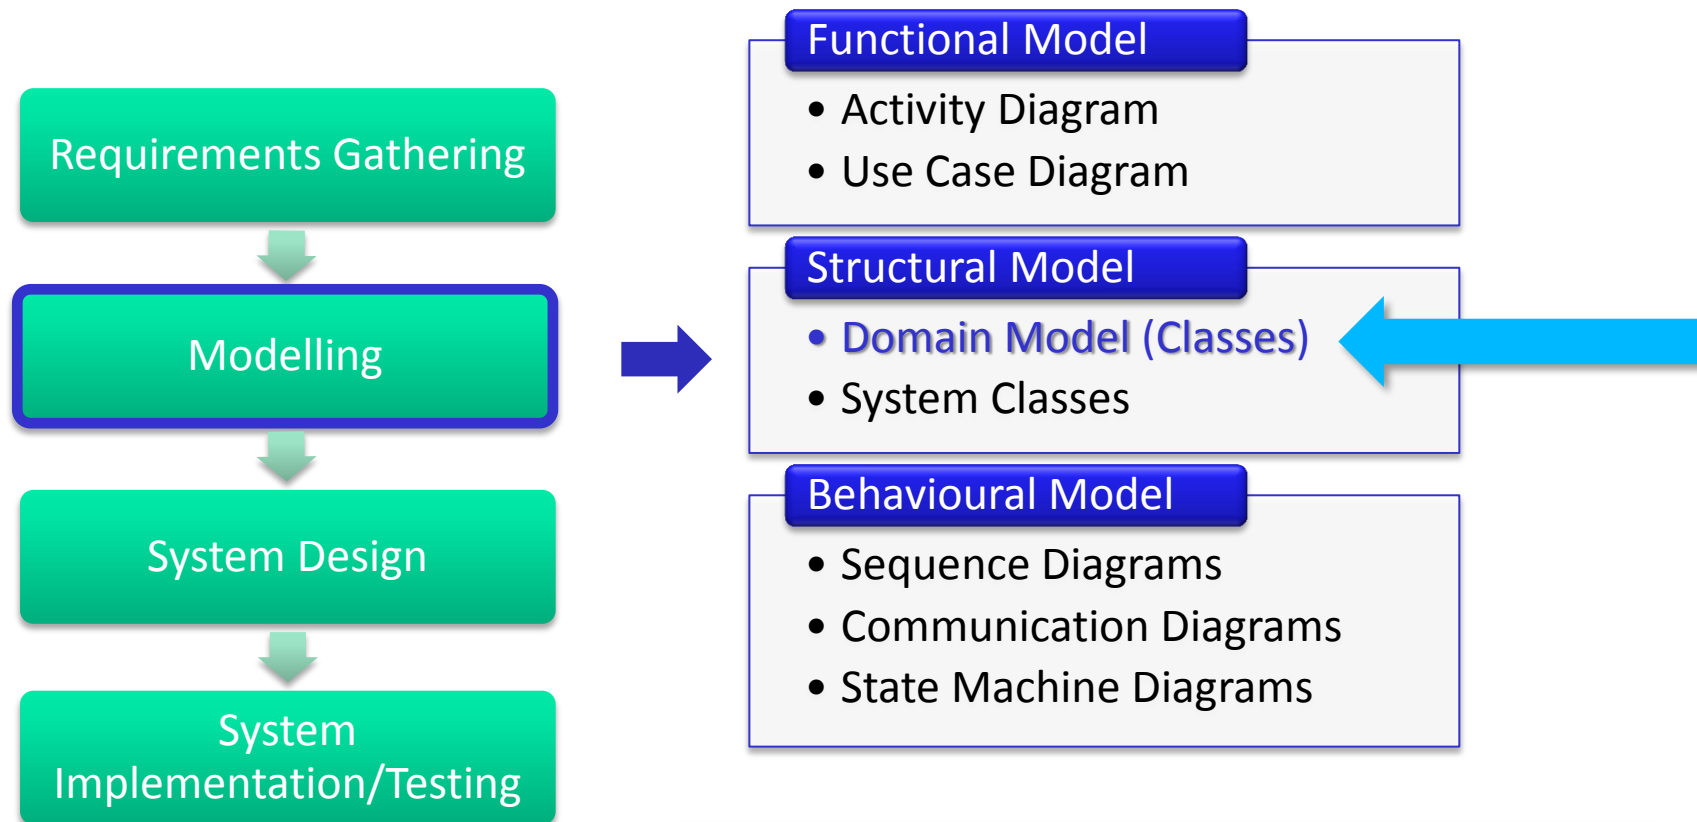 Requirements Gathering
Modelling
System Design
System
Implementation/Testing
Functional Model
• Activity Diagram
• Use Case Diagram
Structural Model
• Domain Model (Classes)
• System Classes
Behavioural Model
• Sequence Diagrams
• Communication Diagrams
• State Machine Diagrams